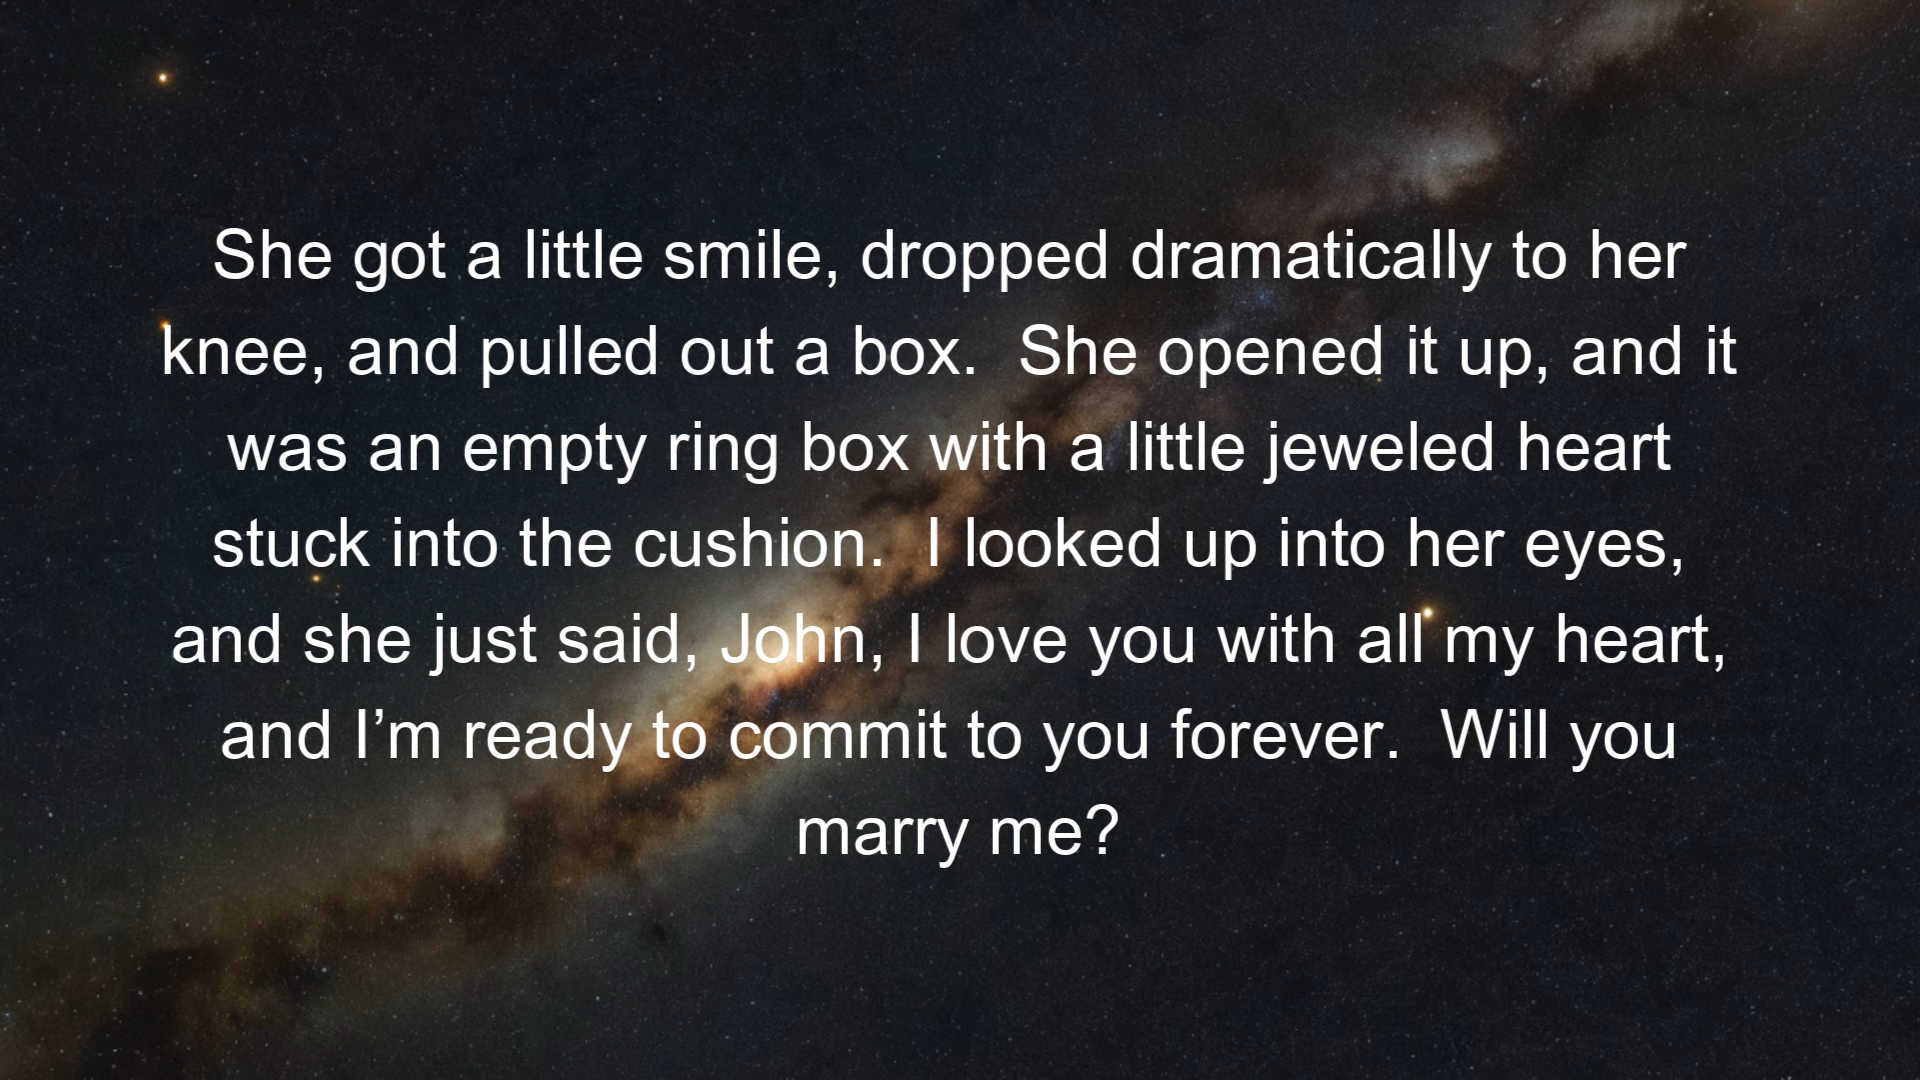 She got a little smile, dropped dramatically to her
knee, and pulled out a box.  She opened it up, and it
was an empty ring box with a little jeweled heart
stuck into the cushion.  I looked up into her eyes,
and she just said, John, I love you with all my heart,
and I’m ready to commit to you forever.  Will you
marry me?